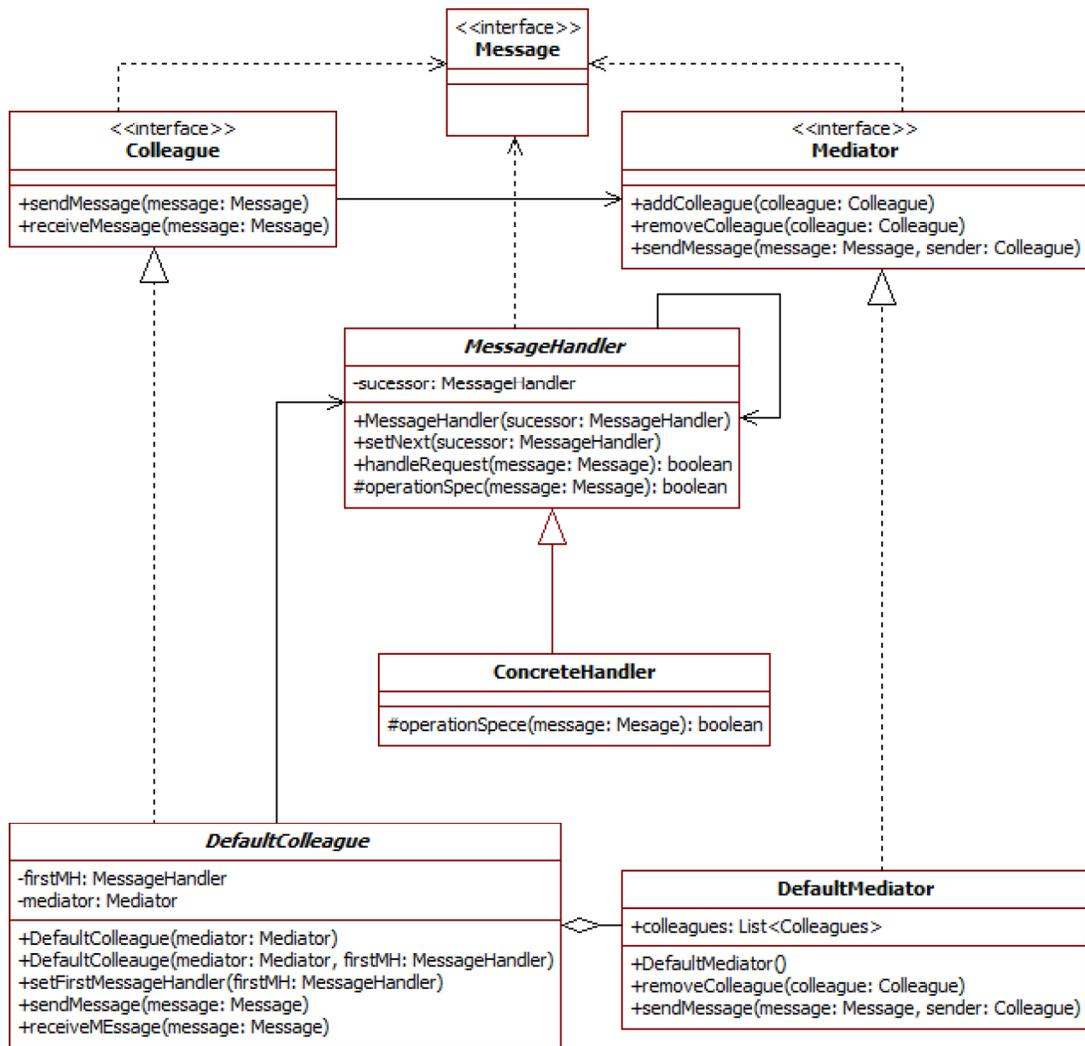 <<interface>>
Message
<<interface>>
Colleague
+sendMessage(message: Message)
+receiveMessage(message: Message)
<<interface>>
Mediator
+addColleague(colleague: Colleague)
+removeColleague(colleague: Colleague)
+sendMessage(message: Message, sender: Colleague)
MessageHandler
-sucessor: MessageHandler
+MessageHandler(sucessor: MessageHandler)
+setNext(sucessor: MessageHandler)
+handleRequest(message: Message): boolean
#operationSpec(message: Message): boolean
ConcreteHandler
#operationSpece(message: Mesage): boolean
DefaultColleague
-firstMH: MessageHandler
-mediator: Mediator
+DefaultColleague(mediator: Mediator)
+DefaultColleauge(mediator: Mediator, firstMH: MessageHandler)
+setFirstMessageHandler(firstMH: MessageHandler)
+sendMessage(message: Message)
+receiveMEssage(message: Message)
DefaultMediator
+colleagues: List<Colleagues>
+DefaultMediator()
+removeColleague(colleague: Colleague)
+sendMessage(message: Message, sender: Colleague)